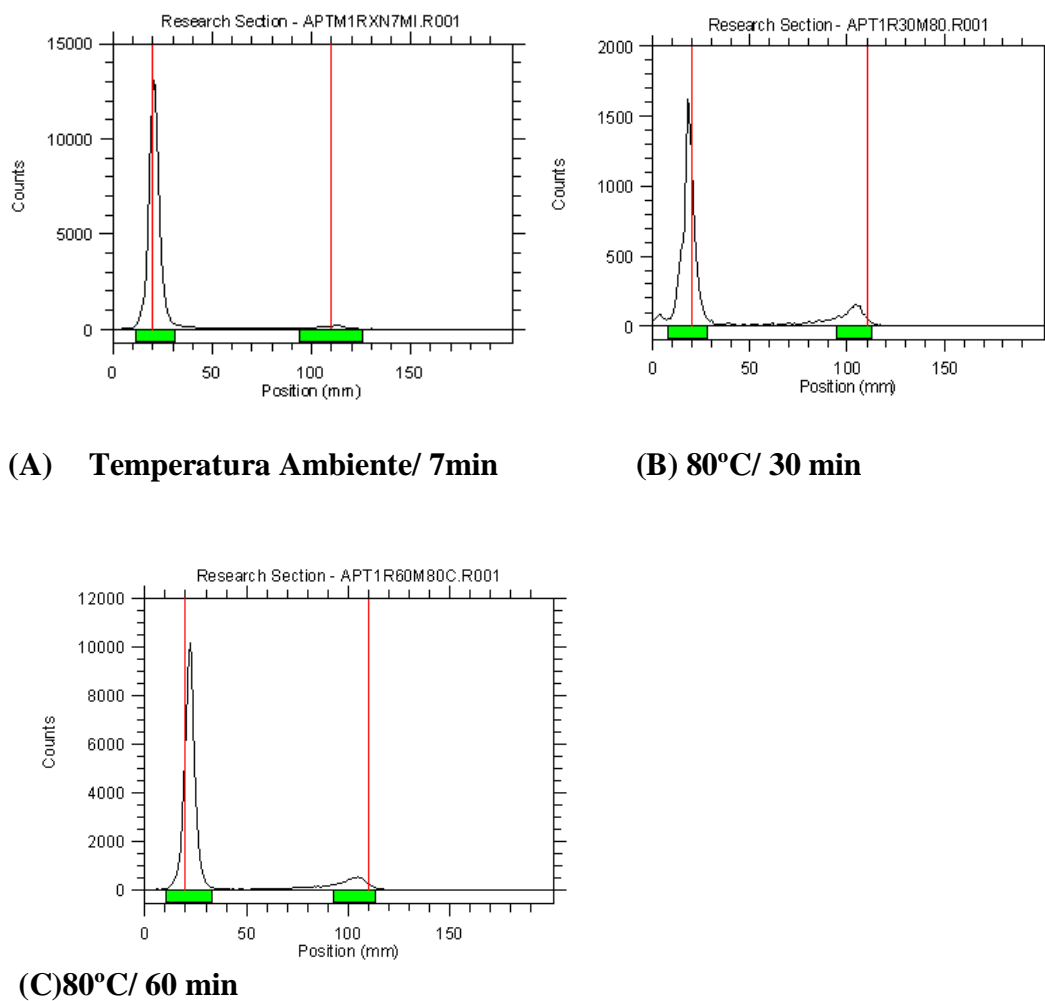 Research Section - APTM1RXN7MI.R001
15000
10000
5000
0
Counts
0 50 100 150
Position (mm)
Research Section - APT1R30M80.R001
2000
1500
1000
500
0
Counts
0 50 100 150
Position (mm)
(A) Temperatura Ambiente/ 7min
(B) 80ºC/ 30 min
Research Section - APT1R60M80C.R001
12000
10000
8000
6000
4000
2000
0
Counts
0 50 100 150
Position (mm)
(C)80ºC/ 60 min